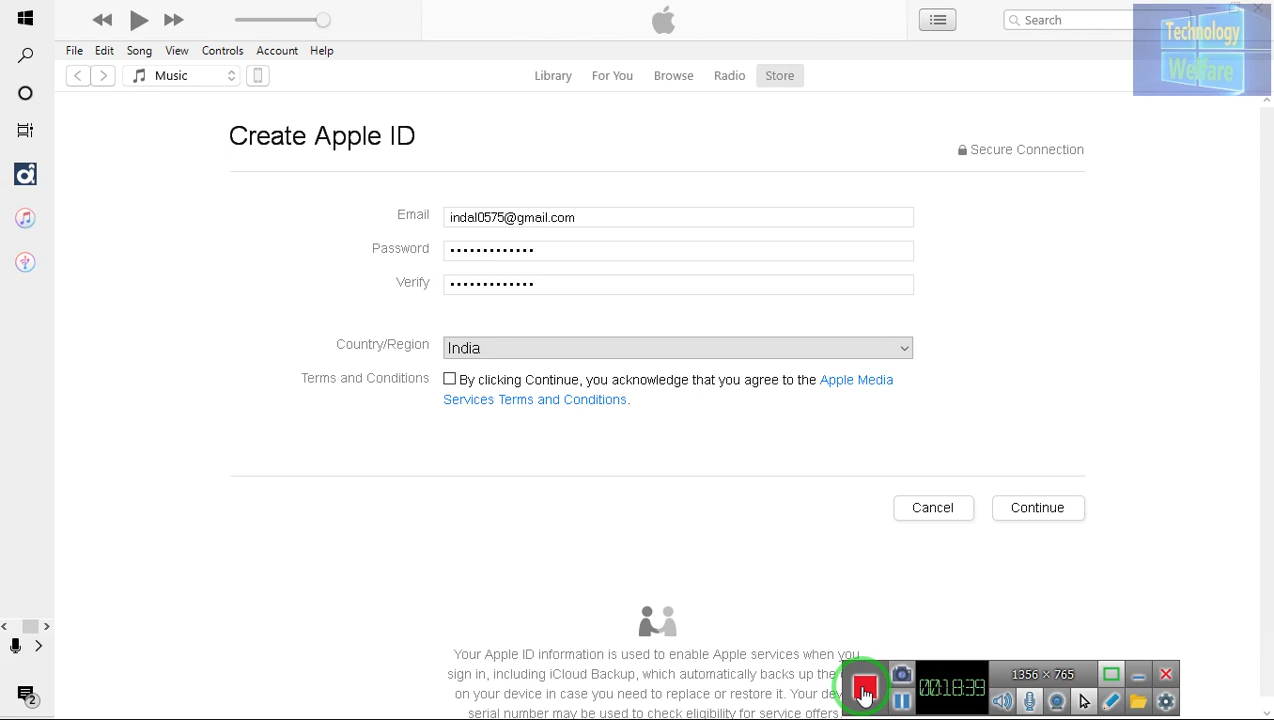 Search
Technology
Welfare
File Edit Song View Controls Account Help
Music
Library For You Browse Radio Store
Create Apple ID
Secure Connection
Email indal0575@gmail.com
Password •••••••••••••
Verify •••••••••••••
Country/Region India
Terms and Conditions By clicking Continue, you acknowledge that you agree to the Apple Media
Services Terms and Conditions.
Cancel Continue
Your Apple ID information is used to enable Apple services when you
sign in, including iCloud Backup, which automatically backs up the
on your device in case you need to replace or restore it. Your
serial number may be used to check eligibility for service offers.
1356 × 765
00:18:39
2